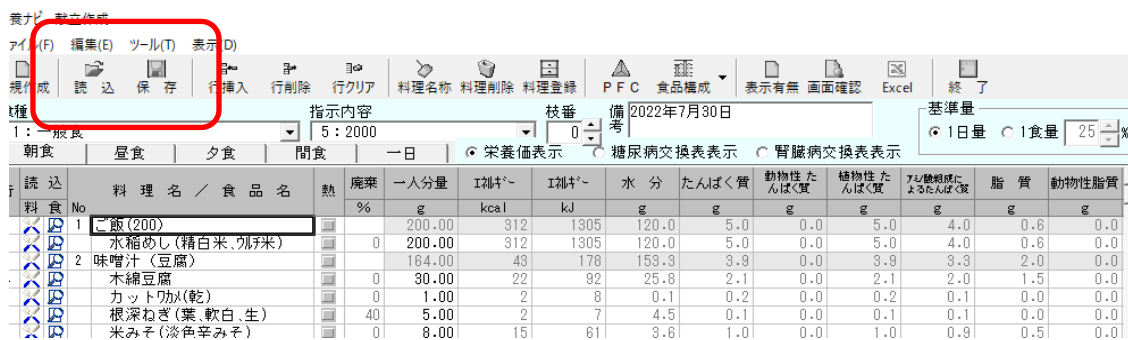 養ナビ 献立作成
アイル(F) 編集(E) ツール(T) 表示(D)
規作成 読込 保存 行挿入 行削除 行クリア 料理名称 料理削除 料理登録 PFC 食品構成 表示有無 画面確認 Excel 終了
種 指示内容 枝番 備考 2022年7月30日 基準量
1:一般食 5:2000 0 1日量 1食量 25 %
朝食 昼食 夕食 間食 一日 栄養価表示 糖尿病交換表表示 腎臓病交換表表示
行 読込 料理名/食品名 熱 廃棄 一人分量 エネルギー エネルギー 水分 たんぱく質 動物性たんぱく質 植物性たんぱく質 アミノ酸組成によるたんぱく質 脂質 動物性脂質
料 食 No % g kcal kJ g g g g g g g
1 ご飯(200) 200.00 312 1305 120.0 5.0 0.0 5.0 4.0 0.6 0.0
水稲めし(精白米、ウルチ米) 0 200.00 312 1305 120.0 5.0 0.0 5.0 4.0 0.6 0.0
2 味噌汁(豆腐) 164.00 43 178 153.3 3.9 0.0 3.9 3.3 2.0 0.0
木綿豆腐 0 30.00 22 92 25.8 2.1 0.0 2.1 2.0 1.5 0.0
カットワカメ(乾) 0 1.00 2 8 0.1 0.2 0.0 0.2 0.1 0.0 0.0
根深ねぎ(葉、軟白、生) 40 5.00 2 7 4.5 0.1 0.0 0.1 0.1 0.0 0.0
米みそ(淡色辛みそ) 0 8.00 15 61 3.6 1.0 0.0 1.0 0.9 0.5 0.0